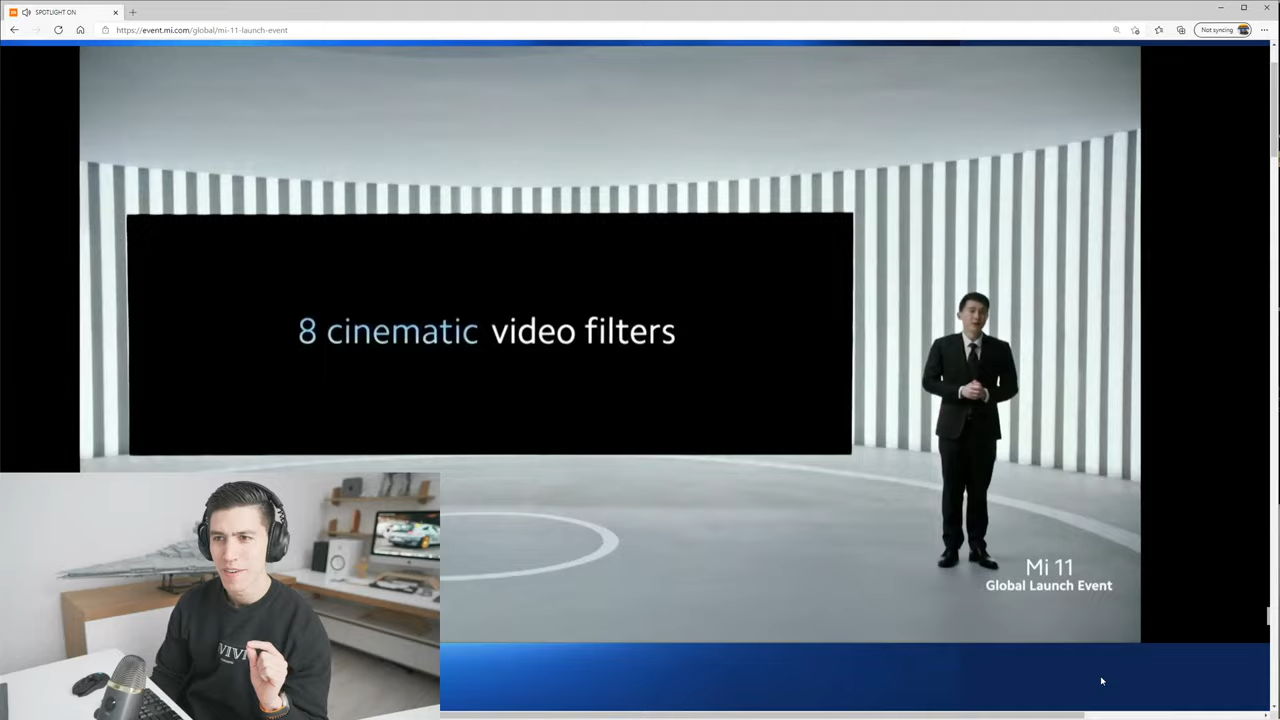 SPOTLIGHT ON
https://event.mi.com/global/mi-11-launch-event
Not syncing
8 cinematic video filters
Mi 11
Global Launch Event